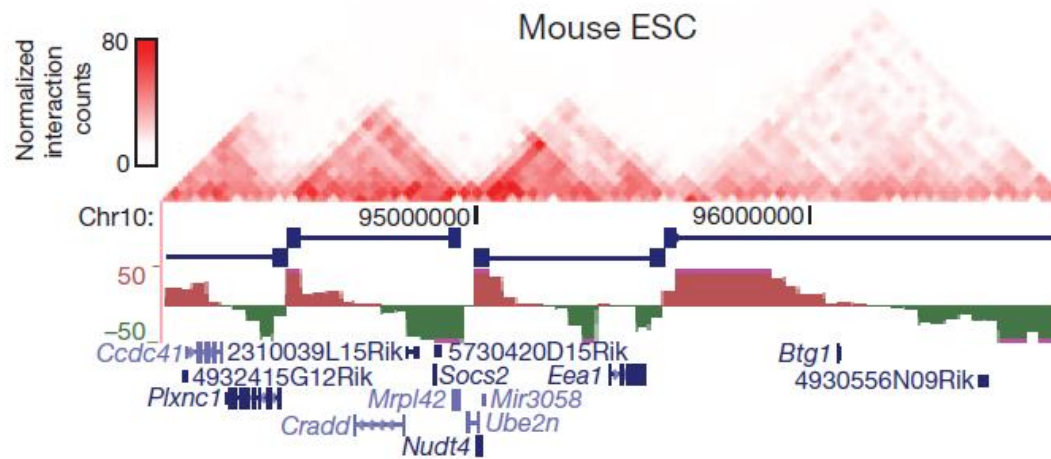 Mouse ESC
Normalized
interaction
counts
80
0
Chr10: 95000000 96000000
50
-50
Ccdc41 2310039L15Rik 5730420D15Rik Btg1
4932415G12Rik Socs2 Eea1 4930556N09Rik
Plxnc1 Mrpl42 Mir3058
Cradd Ube2n
Nudt4